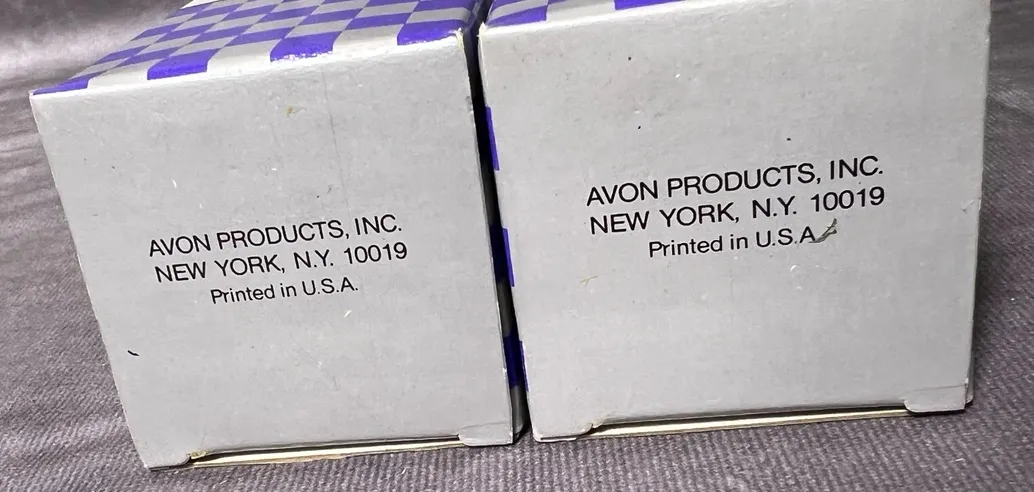 AVON PRODUCTS, INC.
NEW YORK, N.Y. 10019
Printed in U.S.A.
AVON PRODUCTS, INC.
NEW YORK, N.Y. 10019
Printed in U.S.A